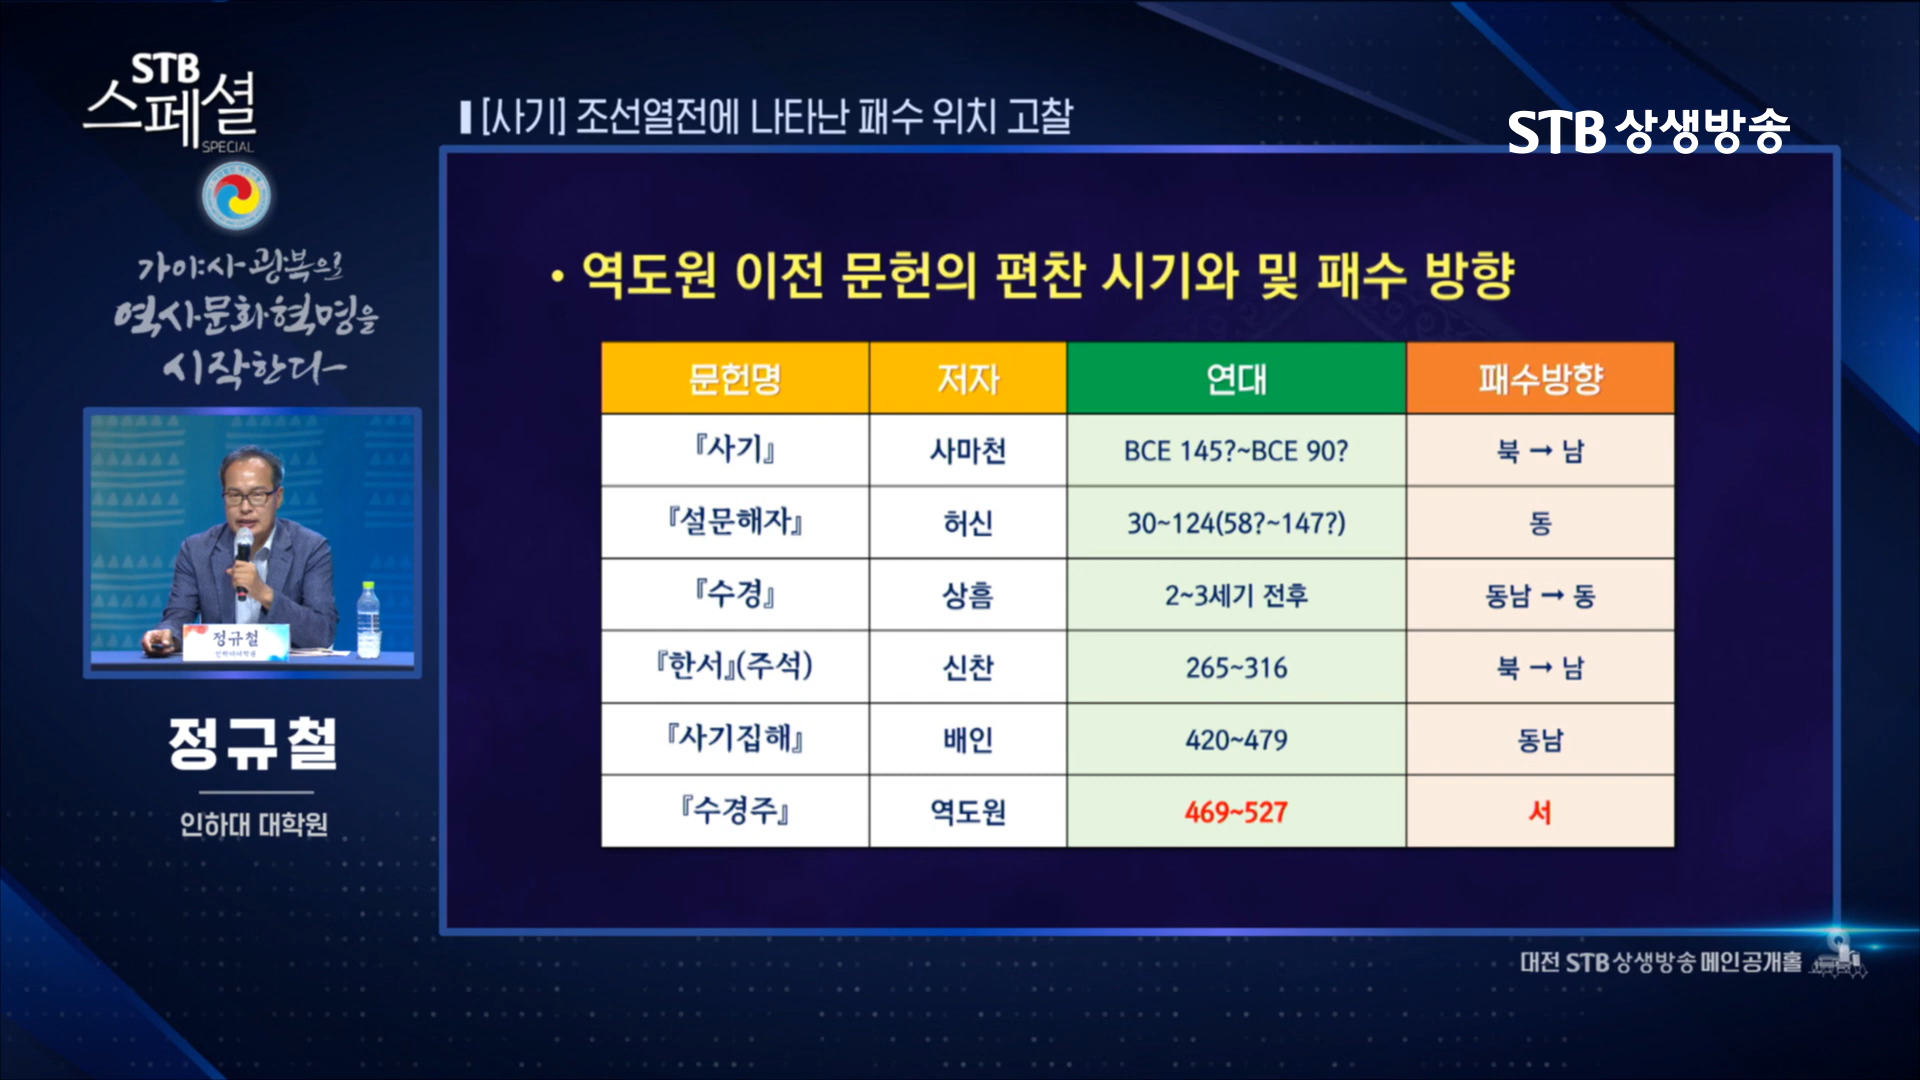 STB
스페셜
SPECIAL
가야사 광복으로
역사문화혁명을
시작한다
정규철
정규철
인하대 대학원
[사기] 조선열전에 나타난 패수 위치 고찰
STB 상생방송
• 역도원 이전 문헌의 편찬 시기와 및 패수 방향
문헌명 저자 연대 패수방향
『사기』 사마천 BCE 145?~BCE 90? 북 → 남
『설문해자』 허신 30~124(58?~147?) 동
『수경』 상흠 2~3세기 전후 동남 → 동
『한서』(주석) 신찬 265~316 북 → 남
『사기집해』 배인 420~479 동남
『수경주』 역도원 469~527 서
대전 STB 상생방송 메인공개홀